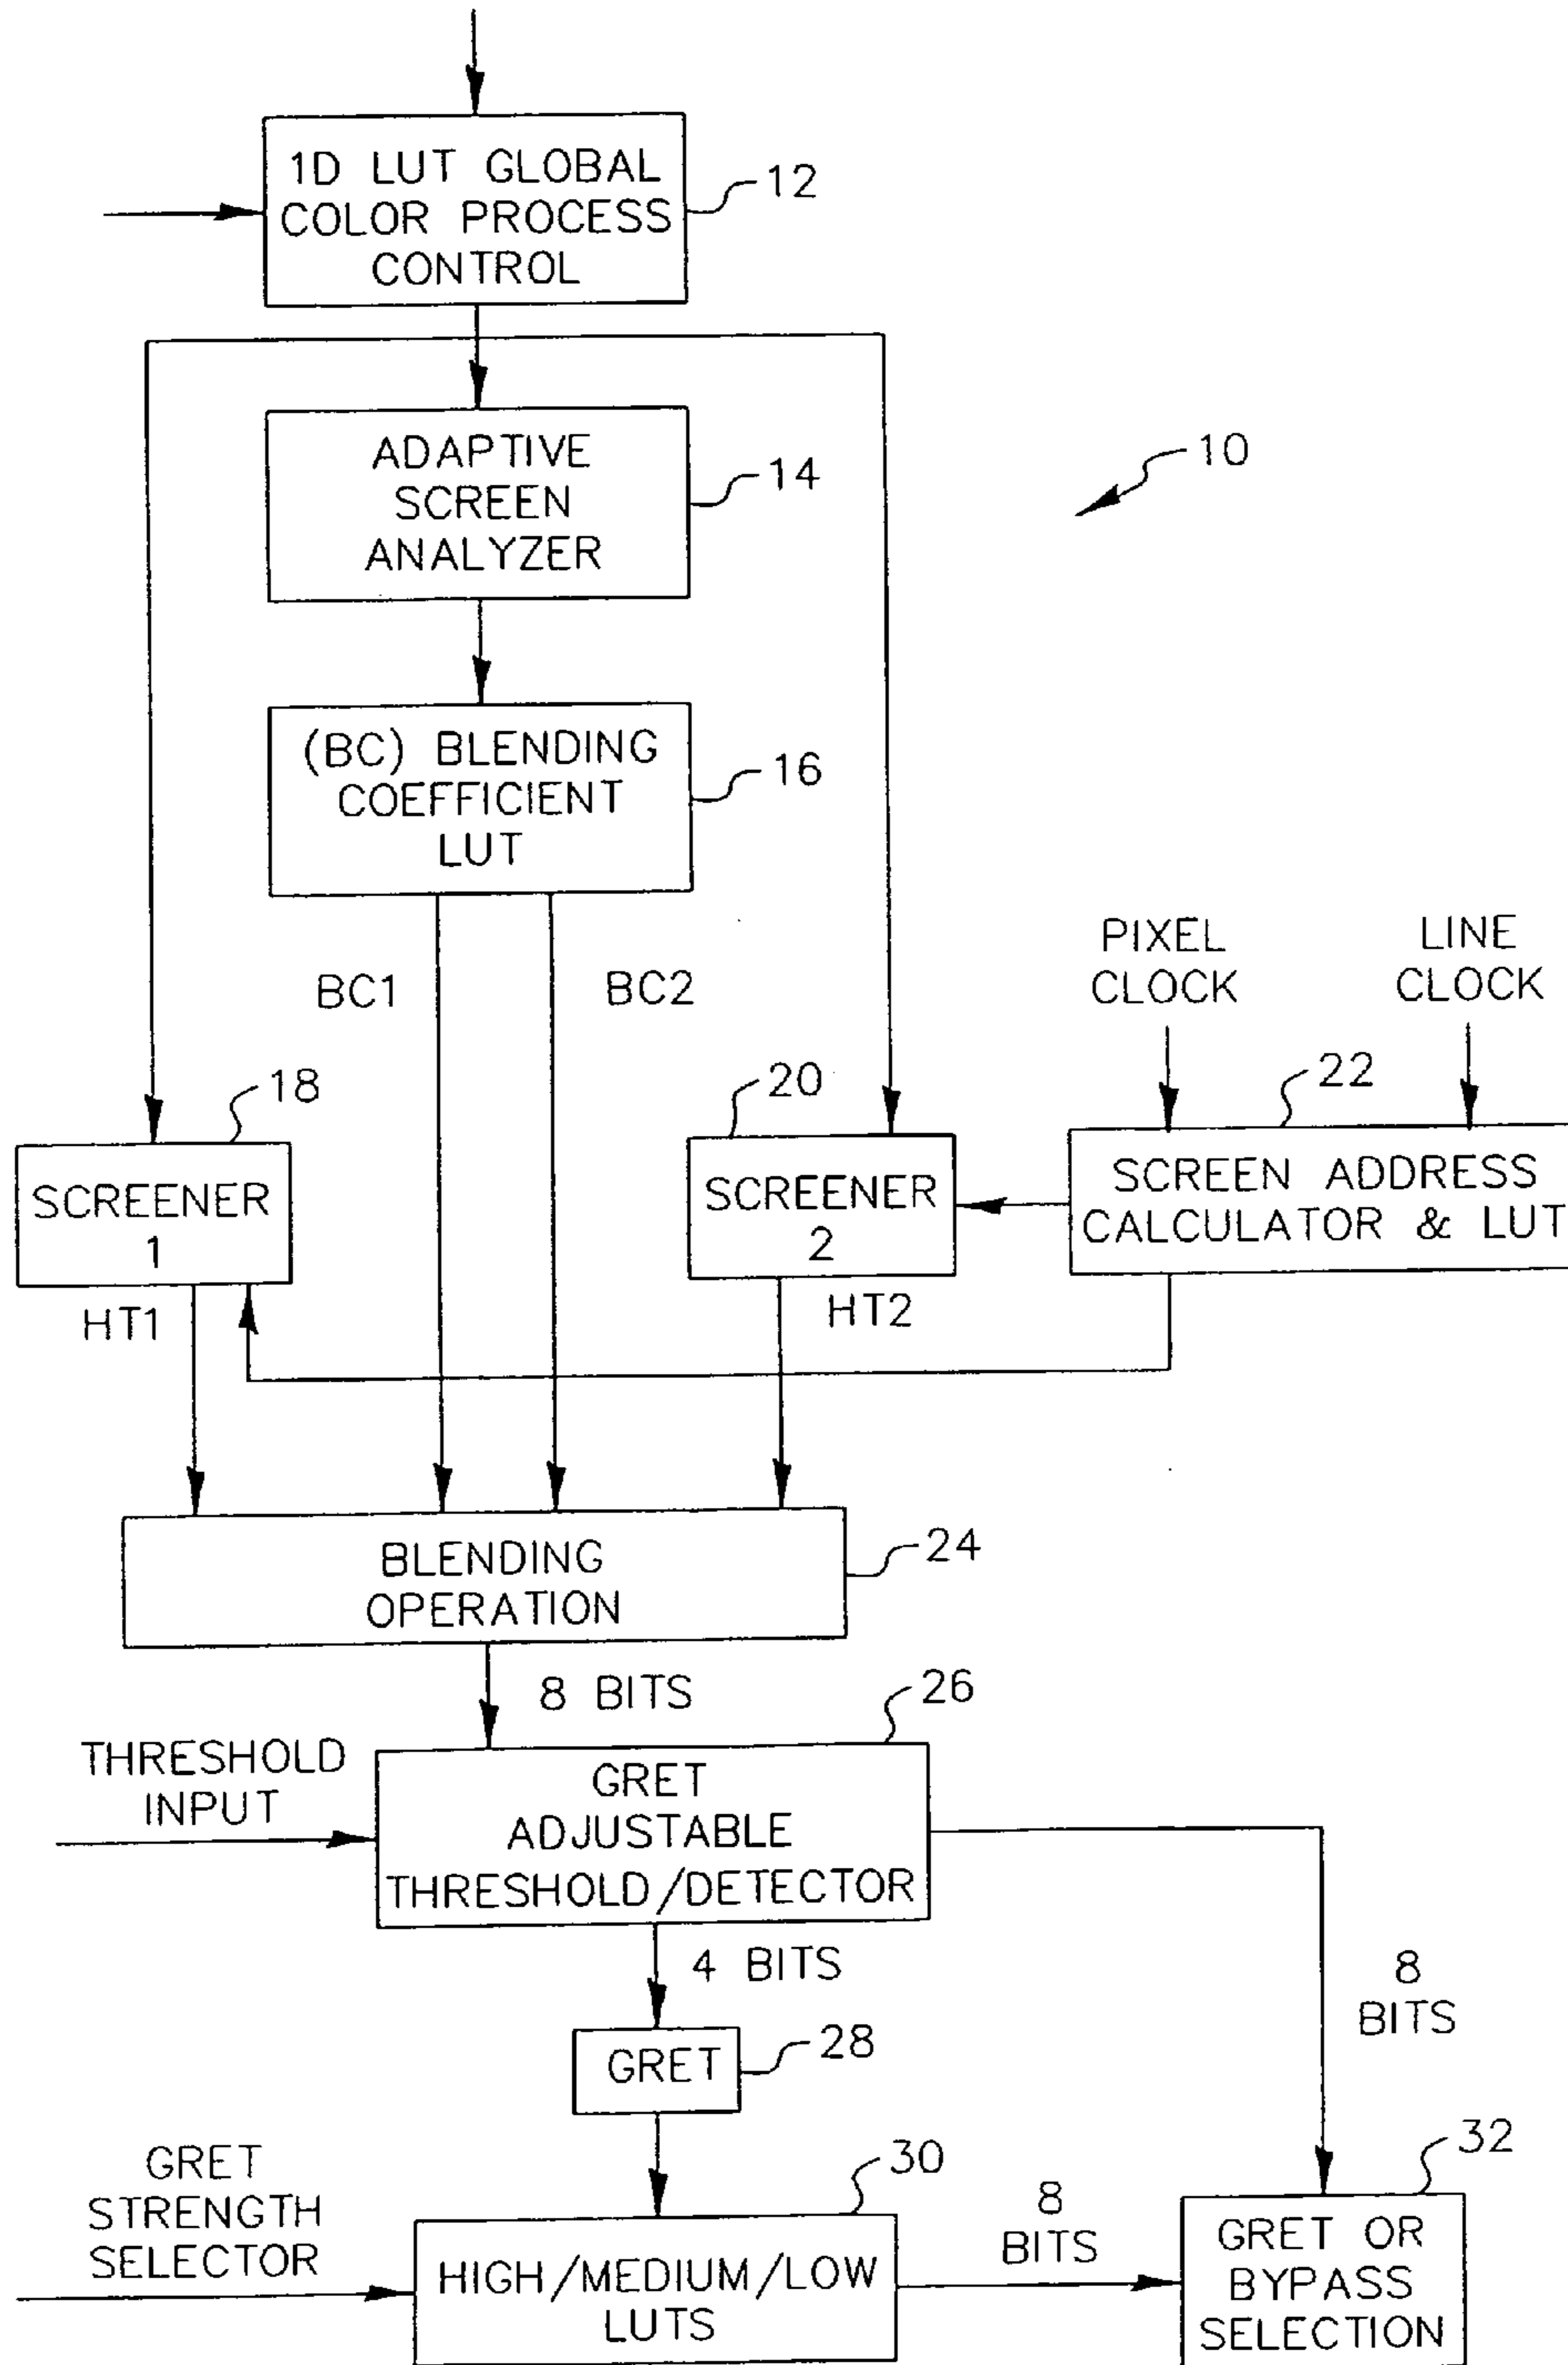 1D LUT GLOBAL
COLOR PROCESS
CONTROL
12
ADAPTIVE
SCREEN
ANALYZER
14
10
(BC) BLENDING
COEFFICIENT
LUT
16
BC1
BC2
PIXEL
CLOCK
LINE
CLOCK
18
20
22
SCREENER
1
SCREENER
2
SCREEN ADDRESS
CALCULATOR & LUT
HT1
HT2
BLENDING
OPERATION
24
8 BITS
26
THRESHOLD
INPUT
GRET
ADJUSTABLE
THRESHOLD/DETECTOR
4 BITS
8
BITS
GRET
28
GRET
STRENGTH
SELECTOR
30
HIGH/MEDIUM/LOW
LUTS
8
BITS
32
GRET OR
BYPASS
SELECTION